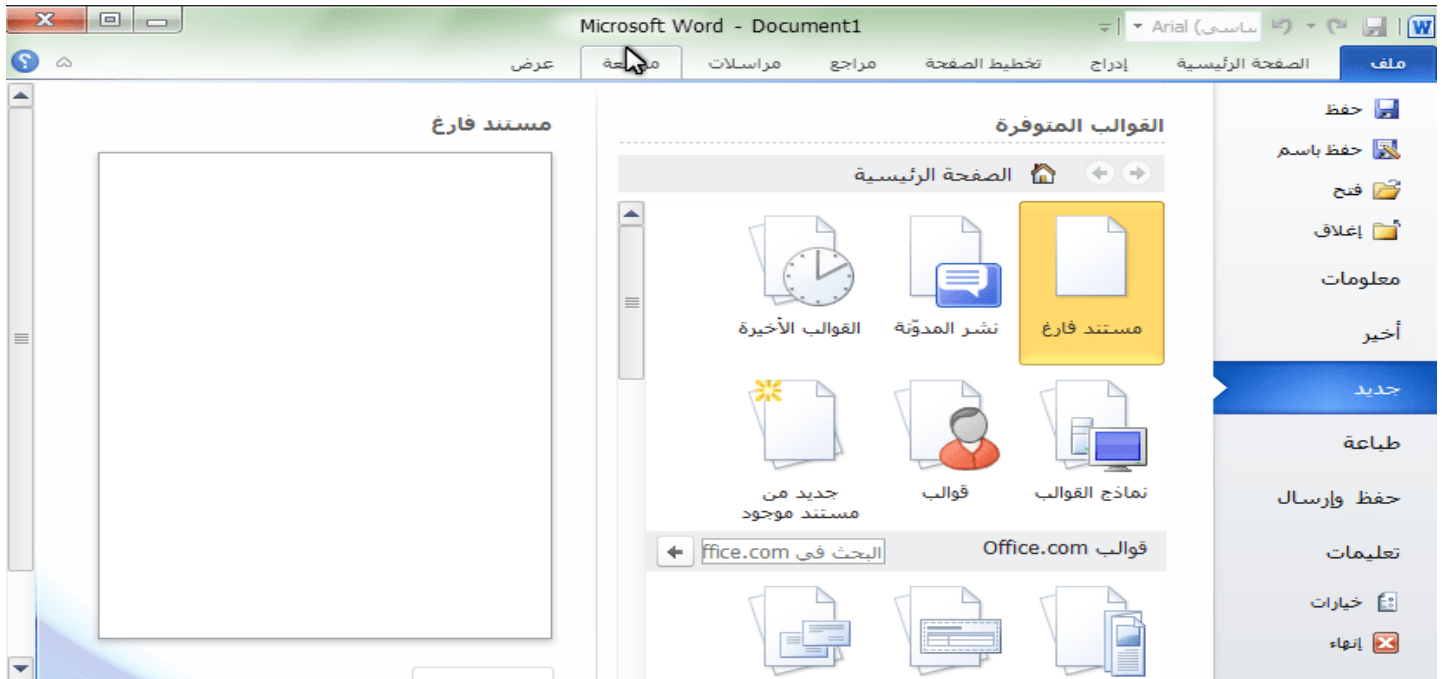 Microsoft Word - Document1
Arial (ساسي
W
ملف
الصفحة الرئيسية
إدراج
تخطيط الصفحة
مراجع
مراسلات
عرض
?
حفظ
حفظ باسم
فتح
إغلاق
معلومات
أخير
جديد
طباعة
حفظ وإرسال
تعليمات
خيارات
إنهاء
القوالب المتوفرة
الصفحة الرئيسية
مستند فارغ
نشر المدوّنة
القوالب الأخيرة
نماذج القوالب
قوالب
جديد من
مستند موجود
قوالب Office.com
البحث في ffice.com
مستند فارغ